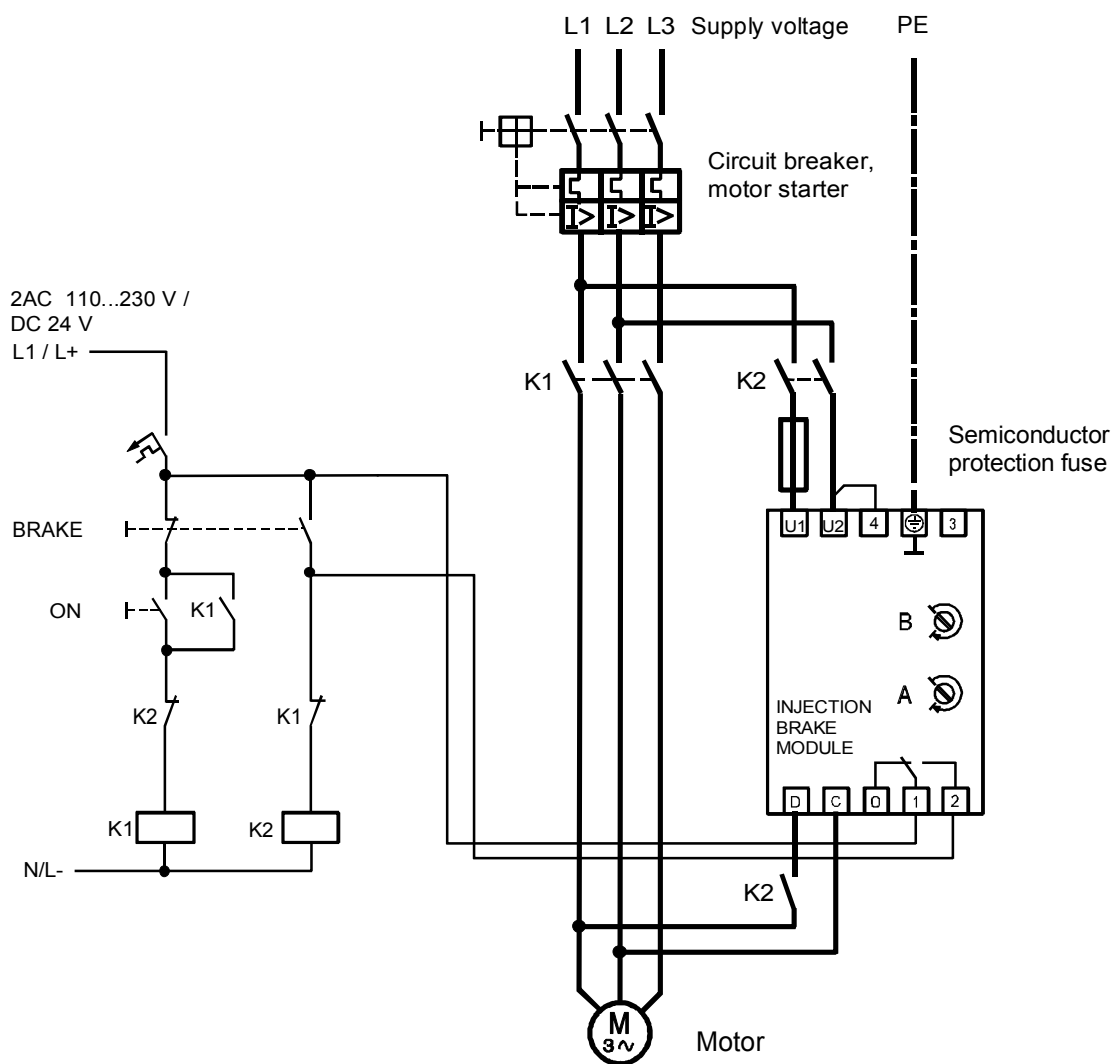 L1 L2 L3 Supply voltage PE
Circuit breaker,
motor starter
I> I> I>
2AC 110...230 V /
DC 24 V
L1 / L+
K1
K2
Semiconductor
protection fuse
U1 U2 4 3
BRAKE
ON
K1
B
A
K2
K1
INJECTION
BRAKE
MODULE
D C 0 1 2
K1
K2
N/L-
K2
M
3~
Motor